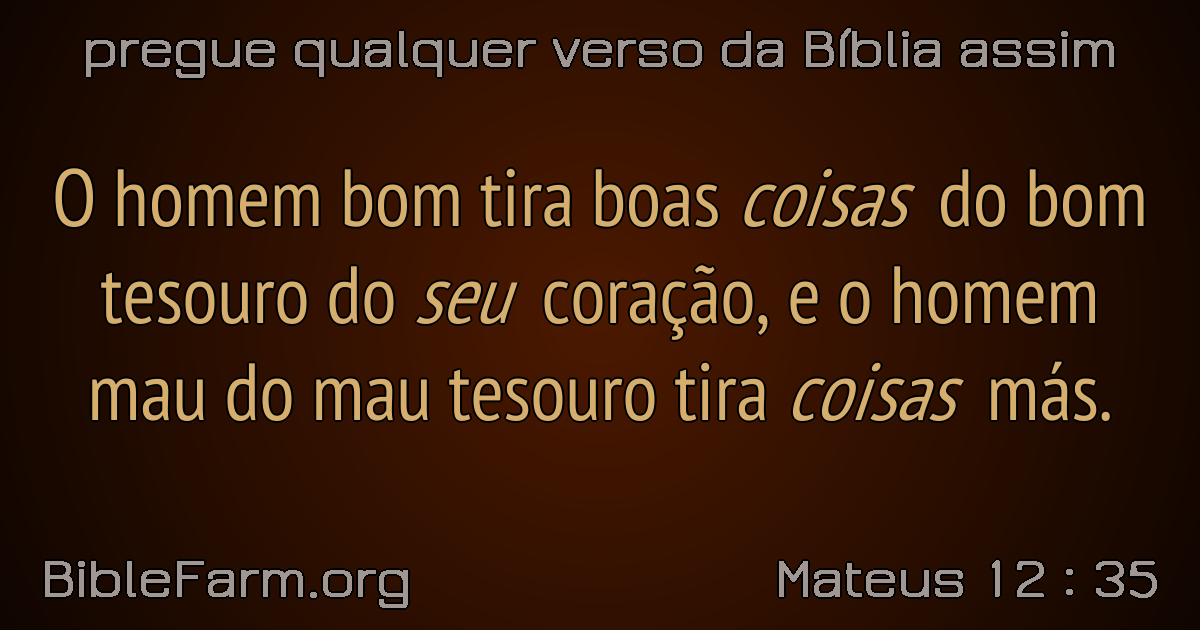 pregue qualquer verso da Bíblia assim
O homem bom tira boas coisas do bom
tesouro do seu coração, e o homem
mau do mau tesouro tira coisas más.
BibleFarm.org
Mateus 12 : 35